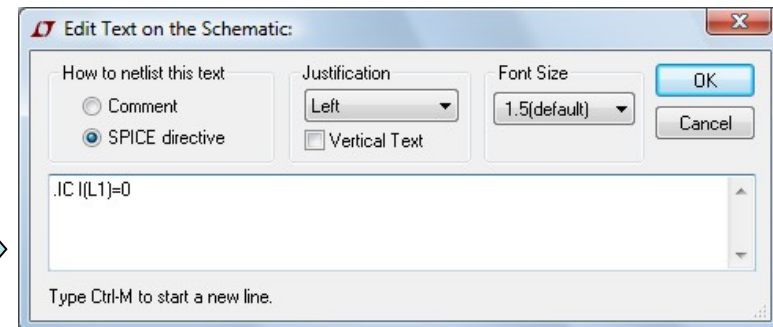 Edit Text on the Schematic:
How to netlist this text
Comment
SPICE directive
Justification
Left
Vertical Text
Font Size
1.5(default)
OK
Cancel
.IC I(L1)=0
Type Ctrl-M to start a new line.